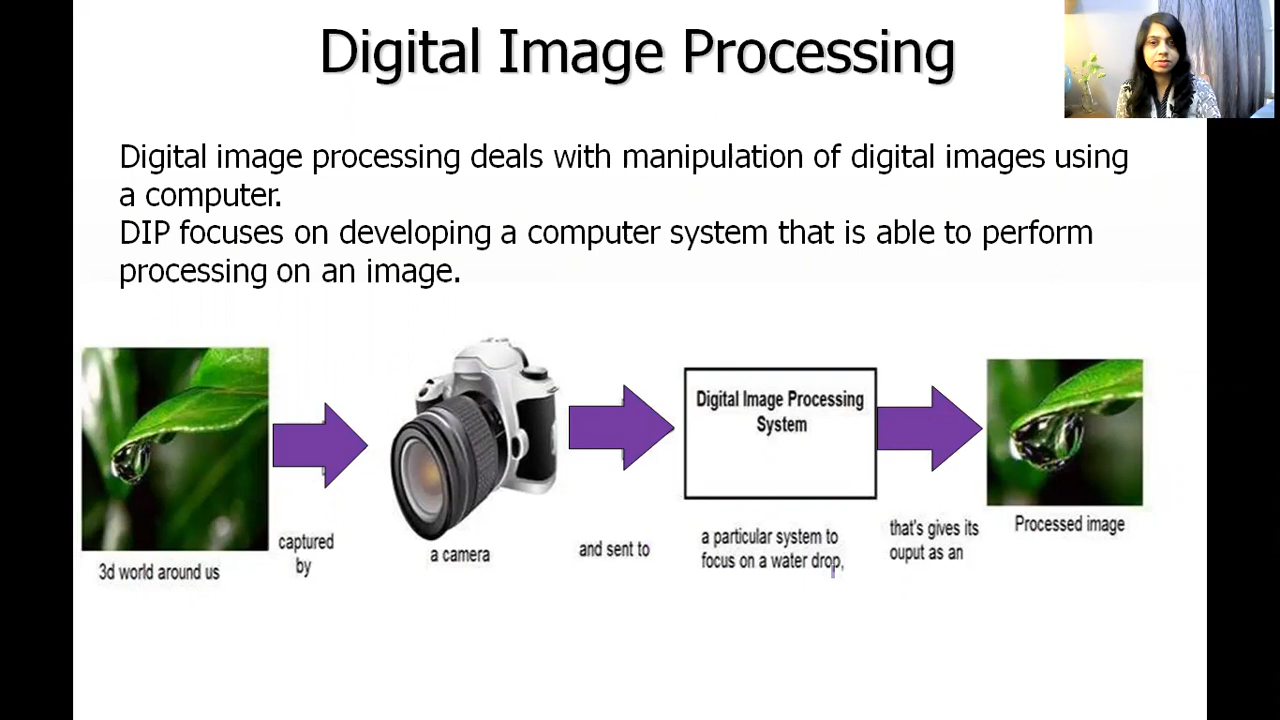 Digital Image Processing
Digital image processing deals with manipulation of digital images using
a computer.
DIP focuses on developing a computer system that is able to perform
processing on an image.
Digital Image Processing
System
3d world around us
captured
by
a camera
and sent to
a particular system to
focus on a water drop,
that's gives its
ouput as an
Processed image